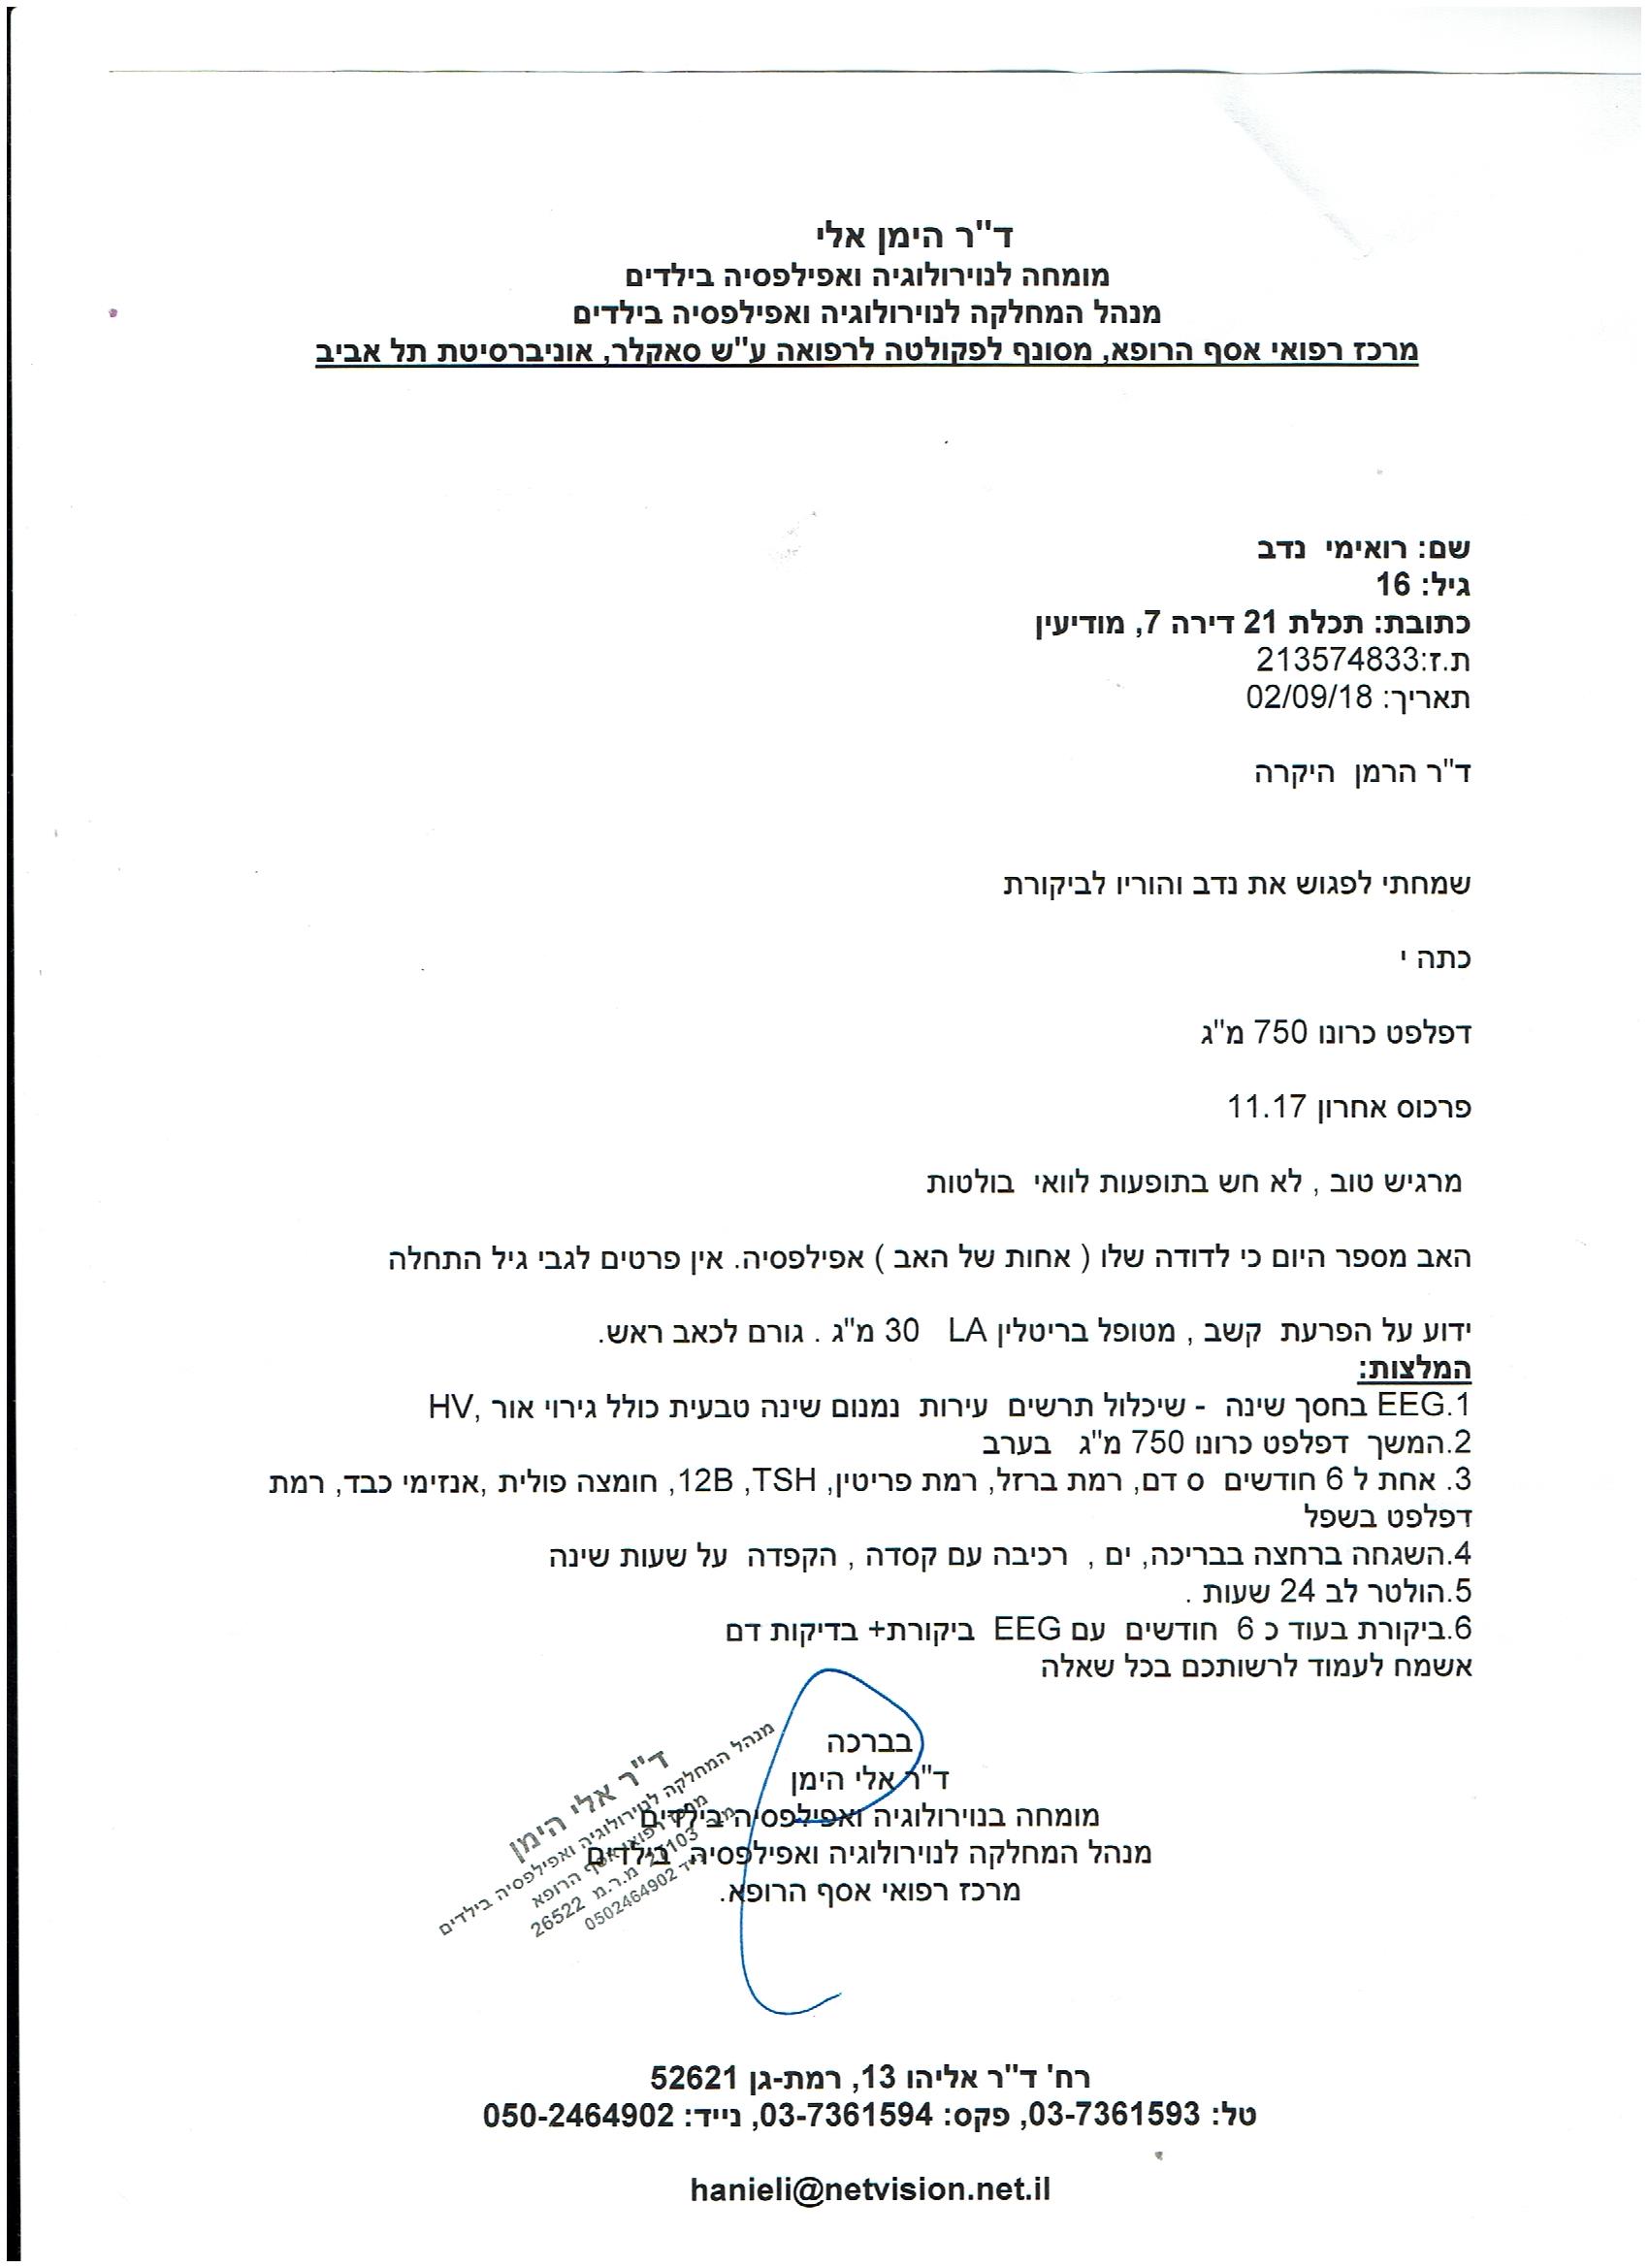 ד"ר הימן אלי
מומחה לנוירולוגיה ואפילפסיה בילדים
מנהל המחלקה לנוירולוגיה ואפילפסיה בילדים
מרכז רפואי אסף הרופא, מסונף לפקולטה לרפואה ע"ש סאקלר, אוניברסיטת תל אביב
שם: רואימי נדב
גיל: 16
כתובת: תכלת 21 דירה 7, מודיעין
ת.ז:213574833
תאריך: 02/09/18
ד"ר הרמן היקרה
שמחתי לפגוש את נדב והוריו לביקורת
כתה י
דפלפט כרונו 750 מ"ג
פרכוס אחרון 11.17
מרגיש טוב , לא חש בתופעות לוואי בולטות
האב מספר היום כי לדודה שלו ( אחות של האב ) אפילפסיה. אין פרטים לגבי גיל התחלה
ידוע על הפרעת קשב , מטופל בריטלין LA 30 מ"ג . גורם לכאב ראש.
המלצות:
1.EEG בחסך שינה - שיכלול תרשים עירות נמנום שינה טבעית כולל גירוי אור ,HV
2.המשך דפלפט כרונו 750 מ"ג בערב
3. אחת ל 6 חודשים ס דם, רמת ברזל, רמת פריטין, TSH, 12B, חומצה פולית ,אנזימי כבד, רמת
דפלפט בשפל
4.השגחה ברחצה בבריכה, ים , רכיבה עם קסדה , הקפדה על שעות שינה
5.הולטר לב 24 שעות .
6.ביקורת בעוד כ 6 חודשים עם EEG ביקורת+ בדיקות דם
אשמח לעמוד לרשותכם בכל שאלה
בברכה
ד"ר אלי הימן
מומחה בנוירולוגיה ואפילפסיה בילדים
מנהל המחלקה לנוירולוגיה ואפילפסיה בילדים
מרכז רפואי אסף הרופא.
ד"ר אלי הימן
מנהל המחלקה לנוירולוגיה ואפילפסיה בילדים
מרכז רפואי אסף הרופא
מ.ר. 27103 מ.ר.מ 26522
נייד 0502464902
רח' ד"ר אליהו 13, רמת-גן 52621
טל: 03-7361593, פקס: 03-7361594, נייד: 050-2464902
hanieli@netvision.net.il